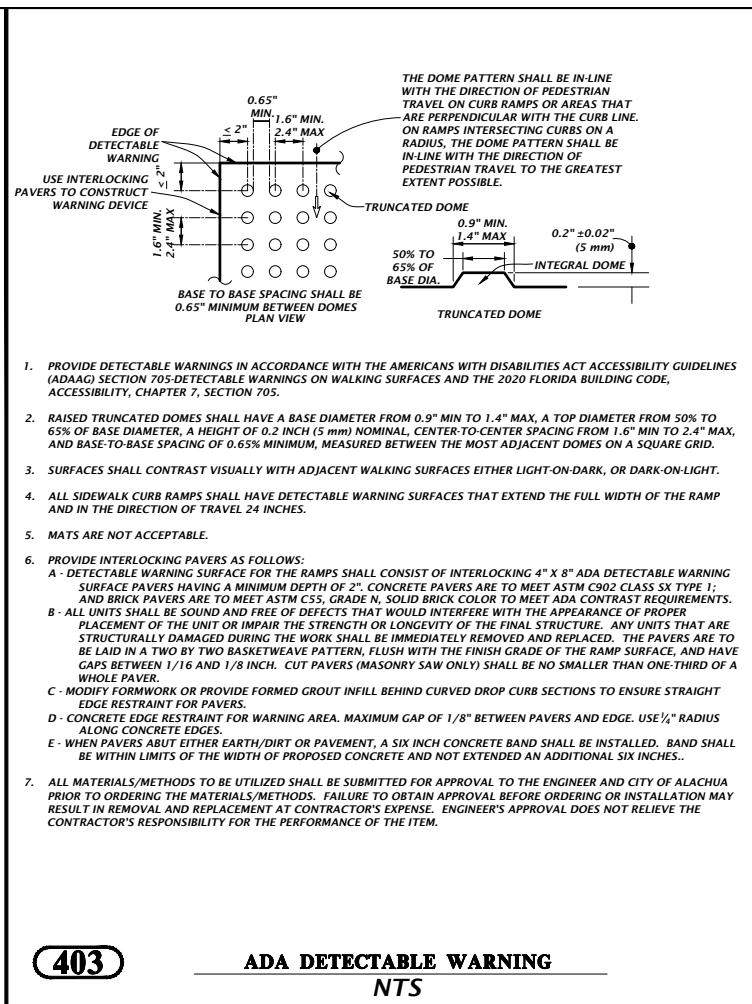 THE DOME PATTERN SHALL BE IN-LINE
WITH THE DIRECTION OF PEDESTRIAN
TRAVEL ON CURB RAMPS OR AREAS THAT
ARE PERPENDICULAR WITH THE CURB LINE.
ON RAMPS INTERSECTING CURBS ON A
RADIUS, THE DOME PATTERN SHALL BE
IN-LINE WITH THE DIRECTION OF
PEDESTRIAN TRAVEL TO THE GREATEST
EXTENT POSSIBLE.
0.65"
MIN.
≤ 2"
1.6" MIN.
2.4" MAX
EDGE OF
DETECTABLE
WARNING
≤ 2"
USE INTERLOCKING
PAVERS TO CONSTRUCT
WARNING DEVICE
1.6" MIN.
2.4" MAX
TRUNCATED DOME
BASE TO BASE SPACING SHALL BE
0.65" MINIMUM BETWEEN DOMES
PLAN VIEW
0.9" MIN.
1.4" MAX
0.2" ±0.02"
(5 mm)
50% TO
65% OF
BASE DIA.
INTEGRAL DOME
TRUNCATED DOME
1. PROVIDE DETECTABLE WARNINGS IN ACCORDANCE WITH THE AMERICANS WITH DISABILITIES ACT ACCESSIBILITY GUIDELINES
(ADAAG) SECTION 705-DETECTABLE WARNINGS ON WALKING SURFACES AND THE 2020 FLORIDA BUILDING CODE,
ACCESSIBILITY, CHAPTER 7, SECTION 705.
2. RAISED TRUNCATED DOMES SHALL HAVE A BASE DIAMETER FROM 0.9" MIN TO 1.4" MAX, A TOP DIAMETER FROM 50% TO
65% OF BASE DIAMETER, A HEIGHT OF 0.2 INCH (5 mm) NOMINAL, CENTER-TO-CENTER SPACING FROM 1.6" MIN TO 2.4" MAX,
AND BASE-TO-BASE SPACING OF 0.65% MINIMUM, MEASURED BETWEEN THE MOST ADJACENT DOMES ON A SQUARE GRID.
3. SURFACES SHALL CONTRAST VISUALLY WITH ADJACENT WALKING SURFACES EITHER LIGHT-ON-DARK, OR DARK-ON-LIGHT.
4. ALL SIDEWALK CURB RAMPS SHALL HAVE DETECTABLE WARNING SURFACES THAT EXTEND THE FULL WIDTH OF THE RAMP
AND IN THE DIRECTION OF TRAVEL 24 INCHES.
5. MATS ARE NOT ACCEPTABLE.
6. PROVIDE INTERLOCKING PAVERS AS FOLLOWS:
A - DETECTABLE WARNING SURFACE FOR THE RAMPS SHALL CONSIST OF INTERLOCKING 4" X 8" ADA DETECTABLE WARNING
SURFACE PAVERS HAVING A MINIMUM DEPTH OF 2". CONCRETE PAVERS ARE TO MEET ASTM C902 CLASS SX TYPE 1;
AND BRICK PAVERS ARE TO MEET ASTM C55, GRADE N, SOLID BRICK COLOR TO MEET ADA CONTRAST REQUIREMENTS.
B - ALL UNITS SHALL BE SOUND AND FREE OF DEFECTS THAT WOULD INTERFERE WITH THE APPEARANCE OF PROPER
PLACEMENT OF THE UNIT OR IMPAIR THE STRENGTH OR LONGEVITY OF THE FINAL STRUCTURE. ANY UNITS THAT ARE
STRUCTURALLY DAMAGED DURING THE WORK SHALL BE IMMEDIATELY REMOVED AND REPLACED. THE PAVERS ARE TO
BE LAID IN A TWO BY TWO BASKETWEAVE PATTERN, FLUSH WITH THE FINISH GRADE OF THE RAMP SURFACE, AND HAVE
GAPS BETWEEN 1/16 AND 1/8 INCH. CUT PAVERS (MASONRY SAW ONLY) SHALL BE NO SMALLER THAN ONE-THIRD OF A
WHOLE PAVER.
C - MODIFY FORMWORK OR PROVIDE FORMED GROUT INFILL BEHIND CURVED DROP CURB SECTIONS TO ENSURE STRAIGHT
EDGE RESTRAINT FOR PAVERS.
D - CONCRETE EDGE RESTRAINT FOR WARNING AREA. MAXIMUM GAP OF 1/8" BETWEEN PAVERS AND EDGE. USE ¼" RADIUS
ALONG CONCRETE EDGES.
E - WHEN PAVERS ABUT EITHER EARTH/DIRT OR PAVEMENT, A SIX INCH CONCRETE BAND SHALL BE INSTALLED. BAND SHALL
BE WITHIN LIMITS OF THE WIDTH OF PROPOSED CONCRETE AND NOT EXTENDED AN ADDITIONAL SIX INCHES..
7. ALL MATERIALS/METHODS TO BE UTILIZED SHALL BE SUBMITTED FOR APPROVAL TO THE ENGINEER AND CITY OF ALACHUA
PRIOR TO ORDERING THE MATERIALS/METHODS. FAILURE TO OBTAIN APPROVAL BEFORE ORDERING OR INSTALLATION MAY
RESULT IN REMOVAL AND REPLACEMENT AT CONTRACTOR'S EXPENSE. ENGINEER'S APPROVAL DOES NOT RELIEVE THE
CONTRACTOR'S RESPONSIBILITY FOR THE PERFORMANCE OF THE ITEM.
403
ADA DETECTABLE WARNING
NTS